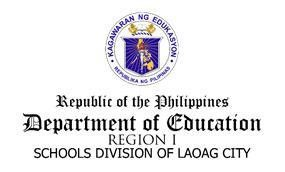 KAGAWARAN NG EDUKASYON
REPUBLIKA NG PILIPINAS
Republic of the Philippines
Department of Education
REGION I
SCHOOLS DIVISION OF LAOAG CITY